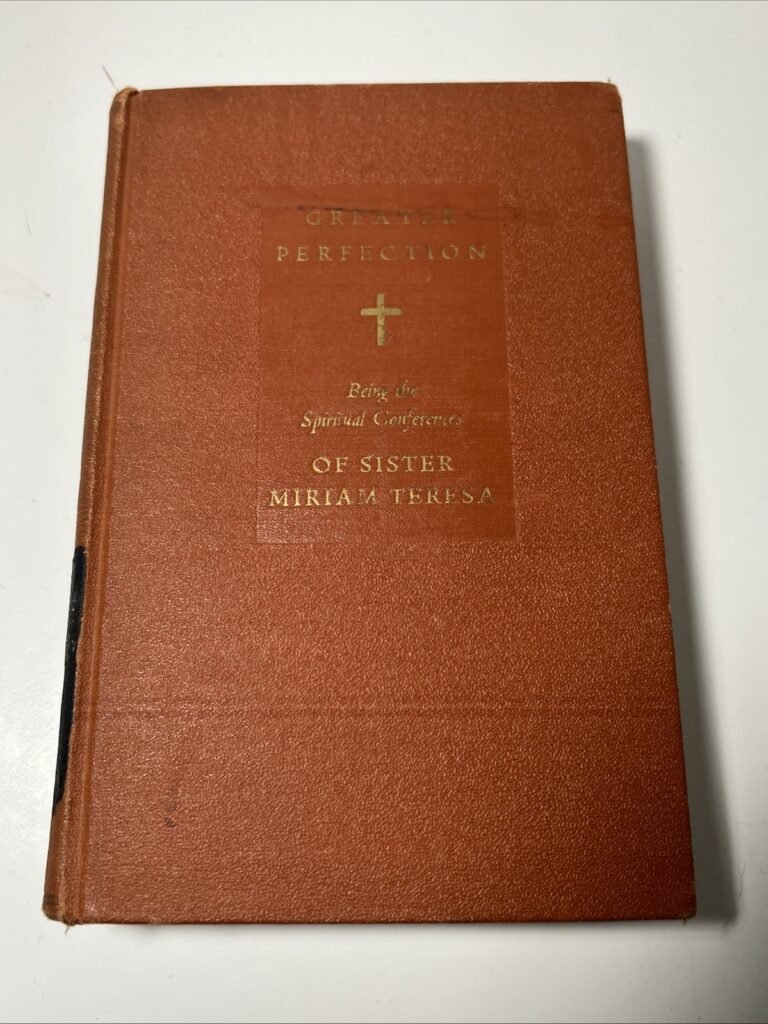 GREATER
PERFECTION
Being the
Spiritual Conferences
OF SISTER
MIRIAM TERESA